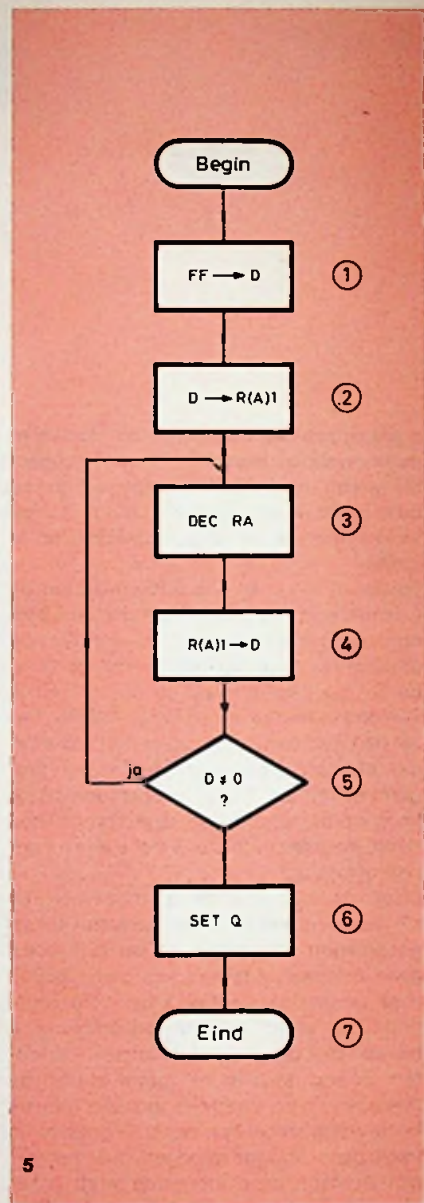 Begin
FF → D
①
D → R(A)1
②
DEC RA
③
R(A)1 → D
④
ja
D ≠ 0
?
⑤
SET Q
⑥
Eind
⑦
5